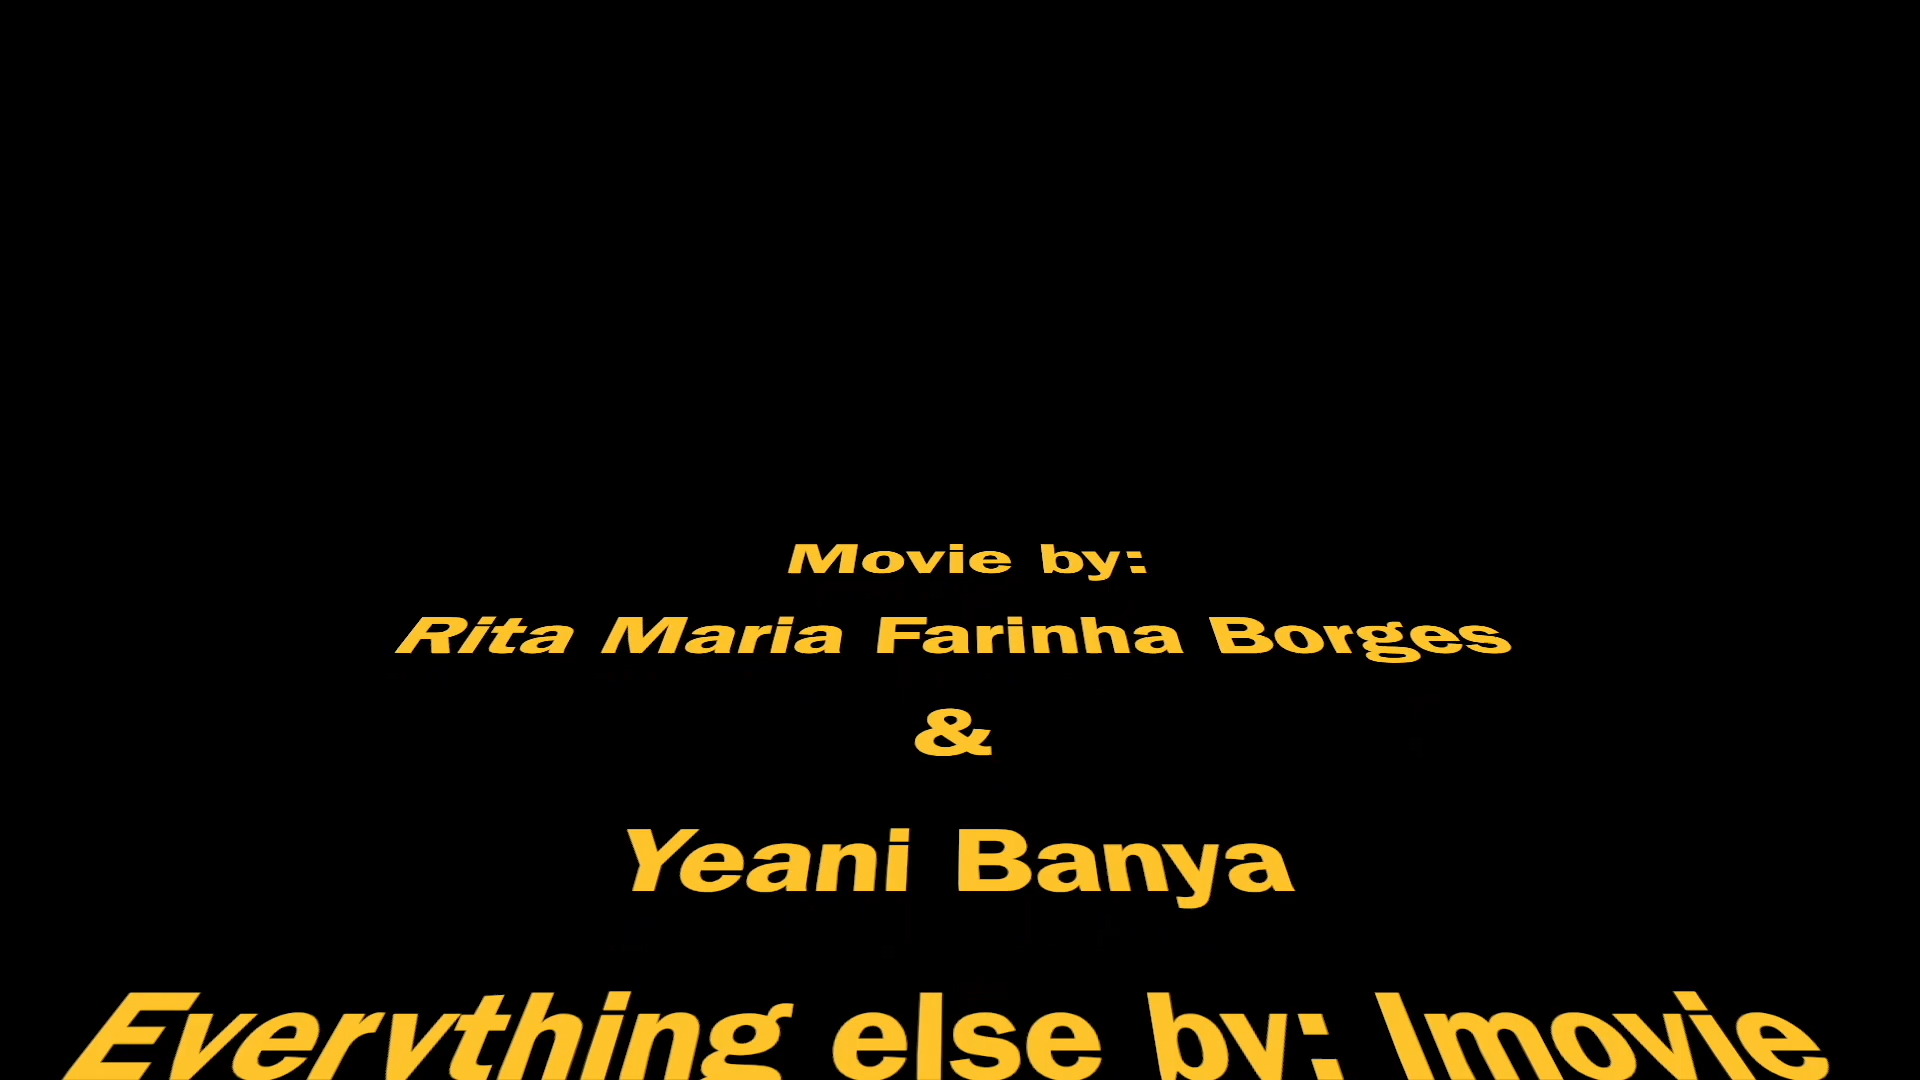 Movie by:
Rita Maria Farinha Borges
&
Yeani Banya
Everything else by: Imovie